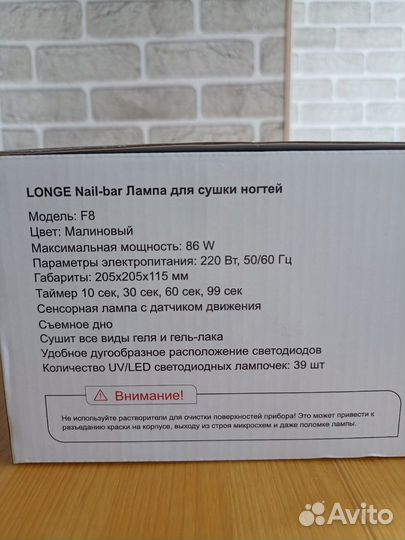 LONGE Nail-bar Лампа для сушки ногтей
Модель: F8
Цвет: Малиновый
Максимальная мощность: 86 W
Параметры электропитания: 220 Вт, 50/60 Гц
Габариты: 205x205x115 мм
Таймер 10 сек, 30 сек, 60 сек, 99 сек
Сенсорная лампа с датчиком движения
Съемное дно
Сушит все виды геля и гель-лака
Удобное дугообразное расположение светодиодов
Количество UV/LED светодиодных лампочек: 39 шт
Внимание!
Не используйте растворители для очистки поверхностей прибора! Это может привести к
разъеданию краски на корпусе, выходу из строя микросхем и даже поломке лампы.
Avito